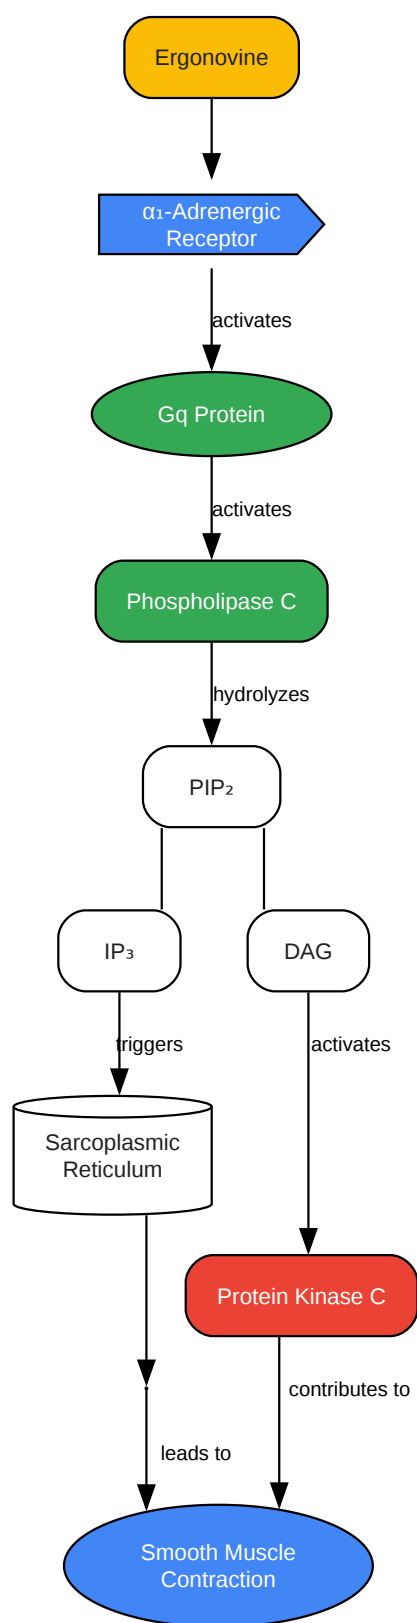 Ergonovine
α₁-Adrenergic
Receptor
activates
Gq Protein
activates
Phospholipase C
hydrolyzes
PIP₂
IP₃
DAG
triggers
activates
Sarcoplasmic
Reticulum
Protein Kinase C
contributes to
leads to
Smooth Muscle
Contraction